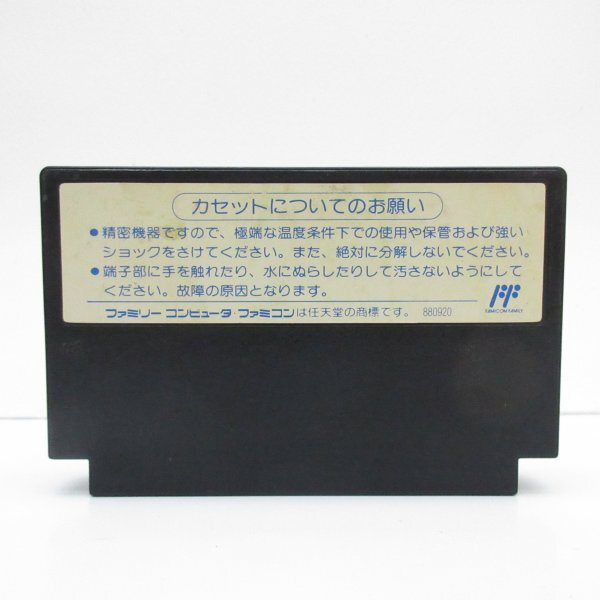 カセットについてのお願い
●精密機器ですので、極端な温度条件下での使用や保管および強い
ショックをさけてください。また、絶対に分解しないでください。
●端子部に手を触れたり、水にぬらしたりして汚さないようにして
ください。故障の原因となります。
FF
FAMICOM FAMILY
ファミリーコンピュータ・ファミコンは任天堂の商標です。 880920